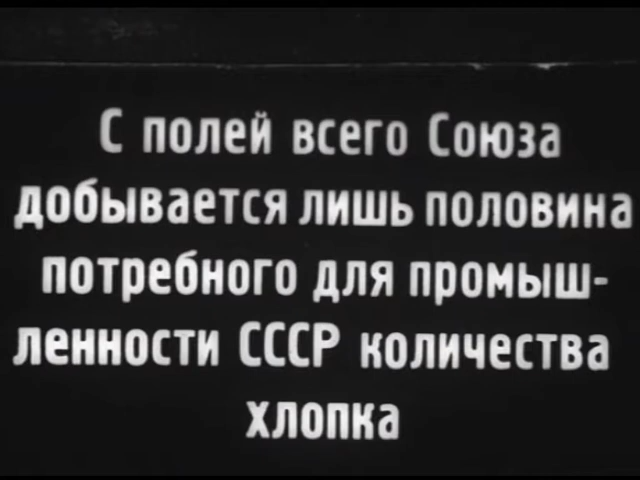 С полей всего Союза
добывается лишь половина
потребного для промыш-
ленности СССР количества
хлопка